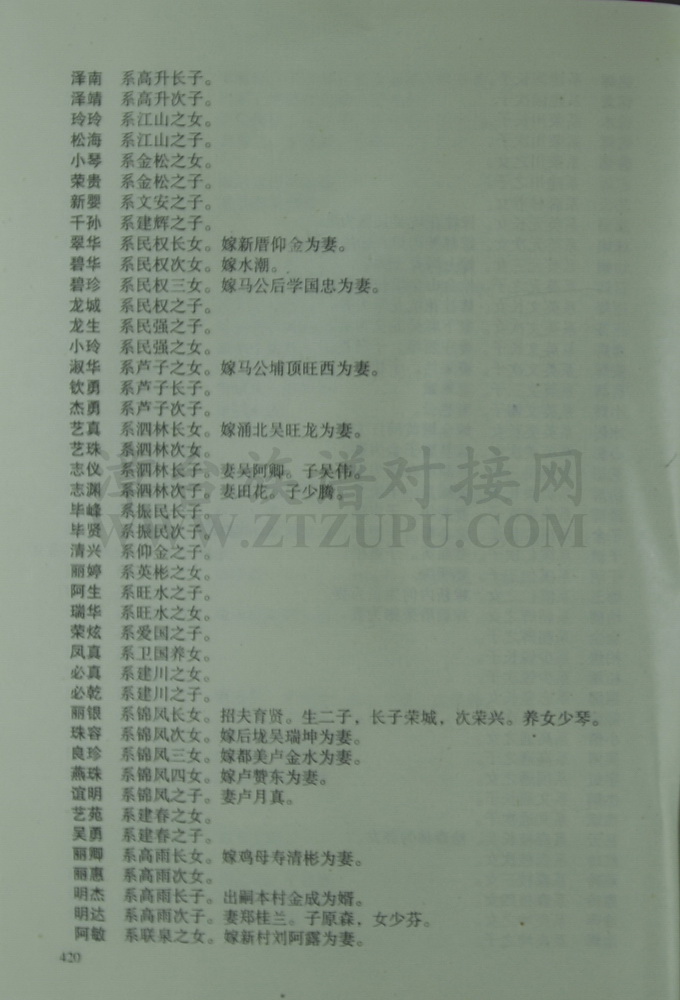 泽南 系高升长子。
泽靖 系高升次子。
玲玲 系江山之女。
松海 系江山之子。
小琴 系金松之女。
荣贵 系金松之子。
新婴 系文安之子。
千孙 系建辉之子。
翠华 系民权长女。嫁新厝仰金为妻。
碧华 系民权次女。嫁水潮。
碧珍 系民权三女。嫁马公后学国忠为妻。
龙城 系民权之子。
龙生 系民强之子。
小玲 系民强之女。
淑华 系芦子之女。嫁马公埔顶旺西为妻。
钦勇 系芦子长子。
杰勇 系芦子次子。
艺真 系泗林长女。嫁涌北吴旺龙为妻。
艺珠 系泗林次女。
志仪 系泗林长子。妻吴阿卿。子吴伟。
志渊 系泗林次子。妻田花。子少腾。
毕峰 系振民长子。
毕贤 系振民次子。
清兴 系仰金之子。
丽婷 系英彬之女。
阿生 系旺水之子。
瑞华 系旺水之女。
荣炫 系爱国之子。
凤真 系卫国养女。
必真 系建川之女。
必乾 系建川之子。
丽银 系锦凤长女。招夫育贤。生二子，长子荣城，次荣兴。养女少琴。
珠容 系锦凤次女。嫁后垅吴瑞坤为妻。
良珍 系锦凤三女。嫁都美卢金水为妻。
燕珠 系锦凤四女。嫁卢赞东为妻。
谊明 系锦凤之子。妻卢月真。
艺苑 系建春之女。
吴勇 系建春之子。
丽卿 系高雨长女。嫁鸡母寿清彬为妻。
丽惠 系高雨次女。
明杰 系高雨长子。出嗣本村金成为婿。
明达 系高雨次子。妻郑桂兰。子原森，女少芬。
阿敏 系联泉之女。嫁新村刘阿露为妻。
420
族谱对接网
WWW.ZTZUPU.COM